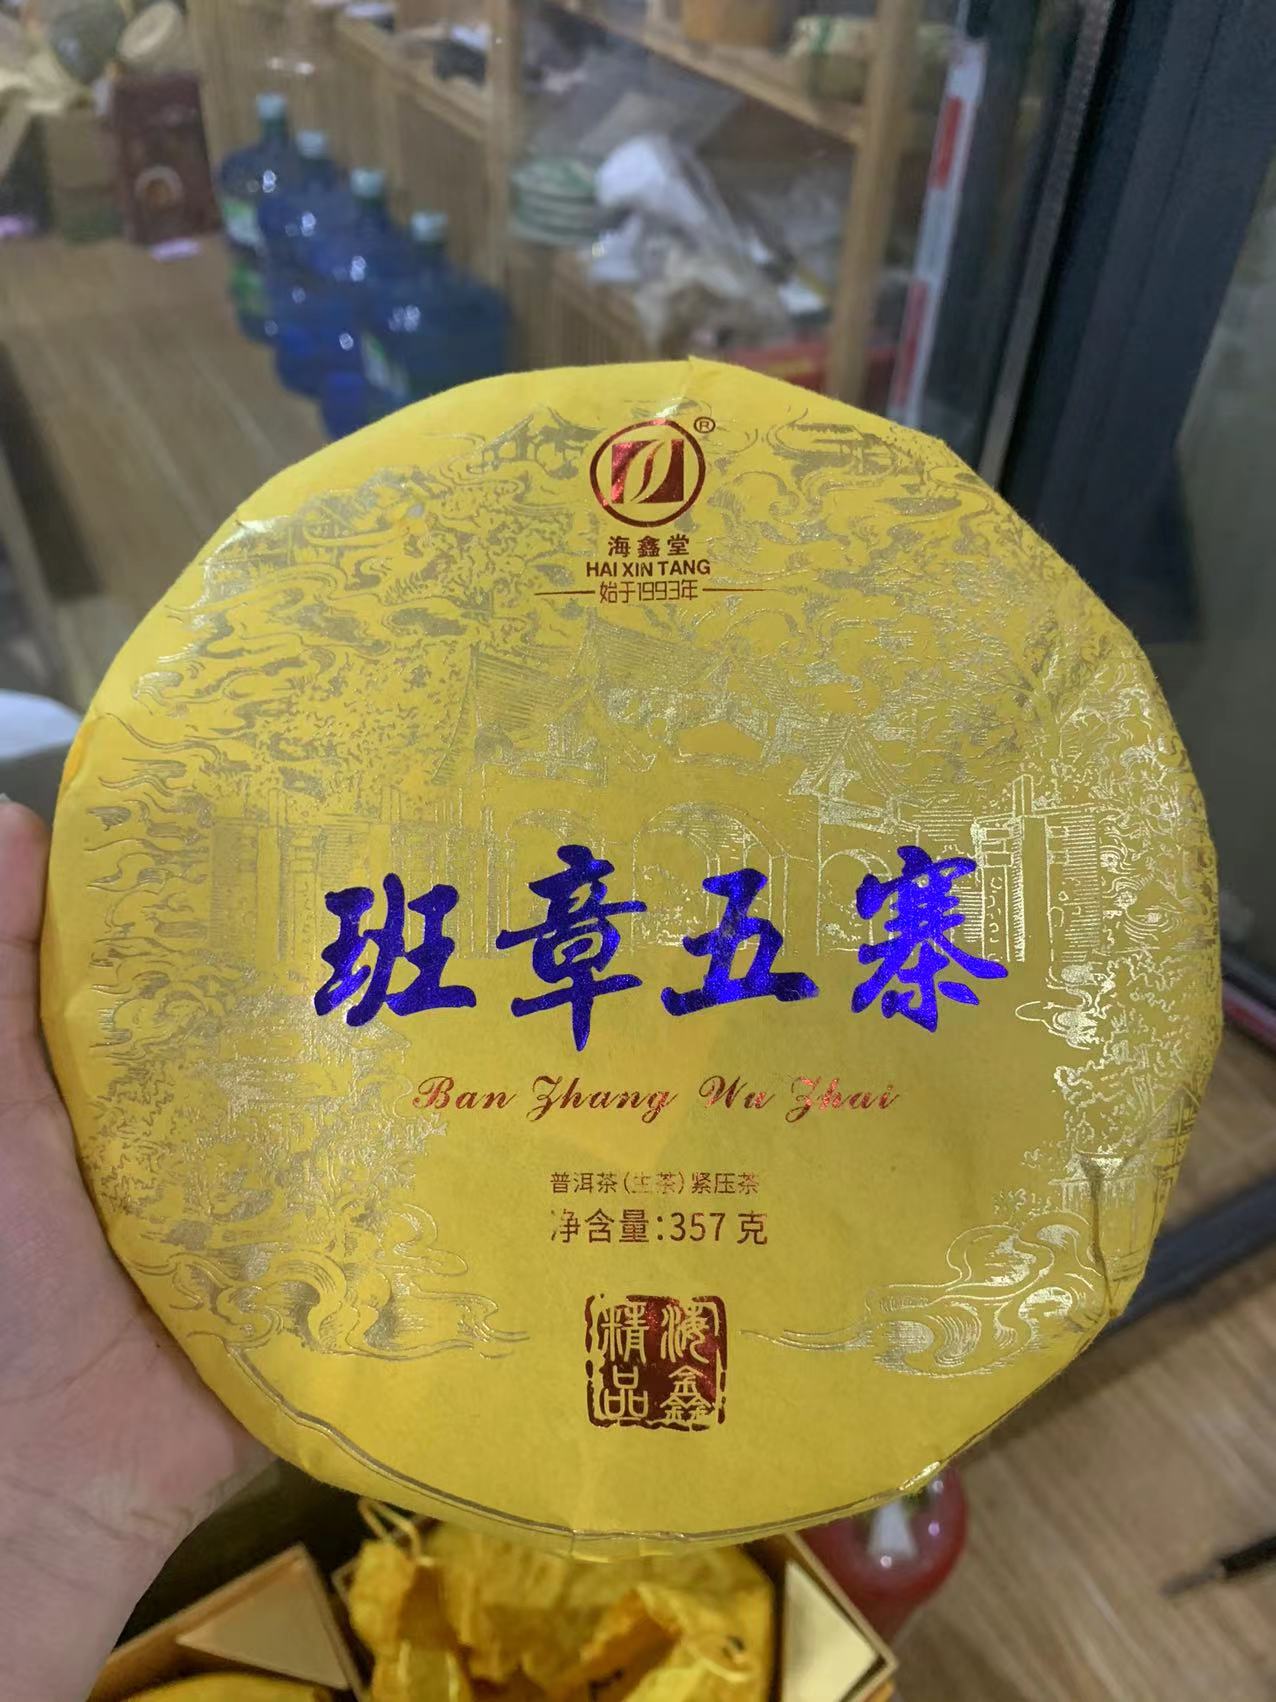 ®
海鑫堂
HAI XIN TANG
始于1993年
班章五寨
Ban Zhang Wu Zhai
普洱茶(生茶)紧压茶
净含量:357克
海鑫
精品